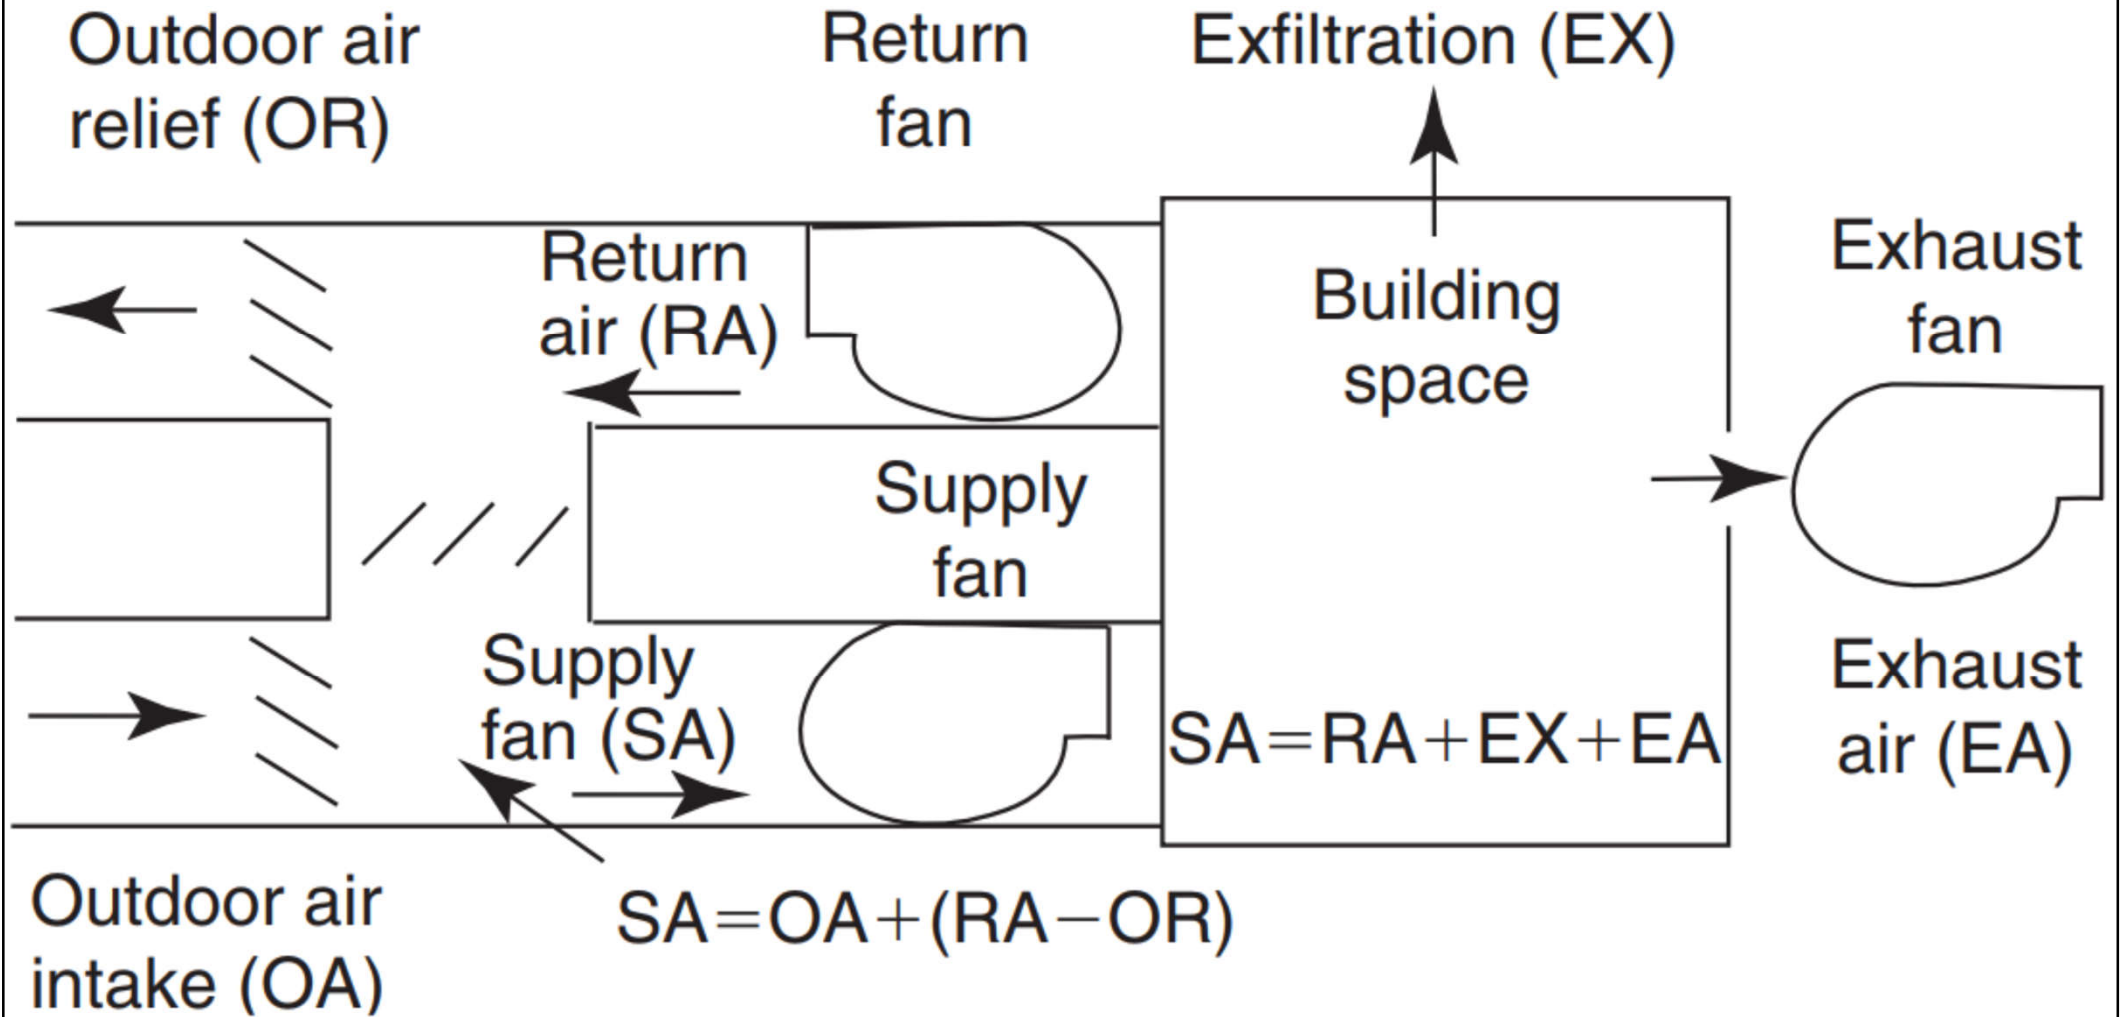 Outdoor air
relief (OR)
Return
fan
Exfiltration (EX)
Return
air (RA)
Building
space
Exhaust
fan
Supply
fan
Supply
fan (SA)
SA=RA+EX+EA
Exhaust
air (EA)
Outdoor air
intake (OA)
SA=OA+(RA−OR)